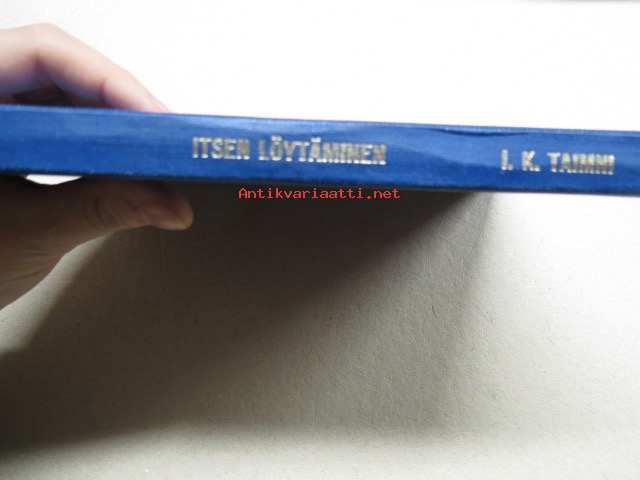 ITSEN LÖYTÄMINEN I. K. TAIMNI
Antikvariaatti.net